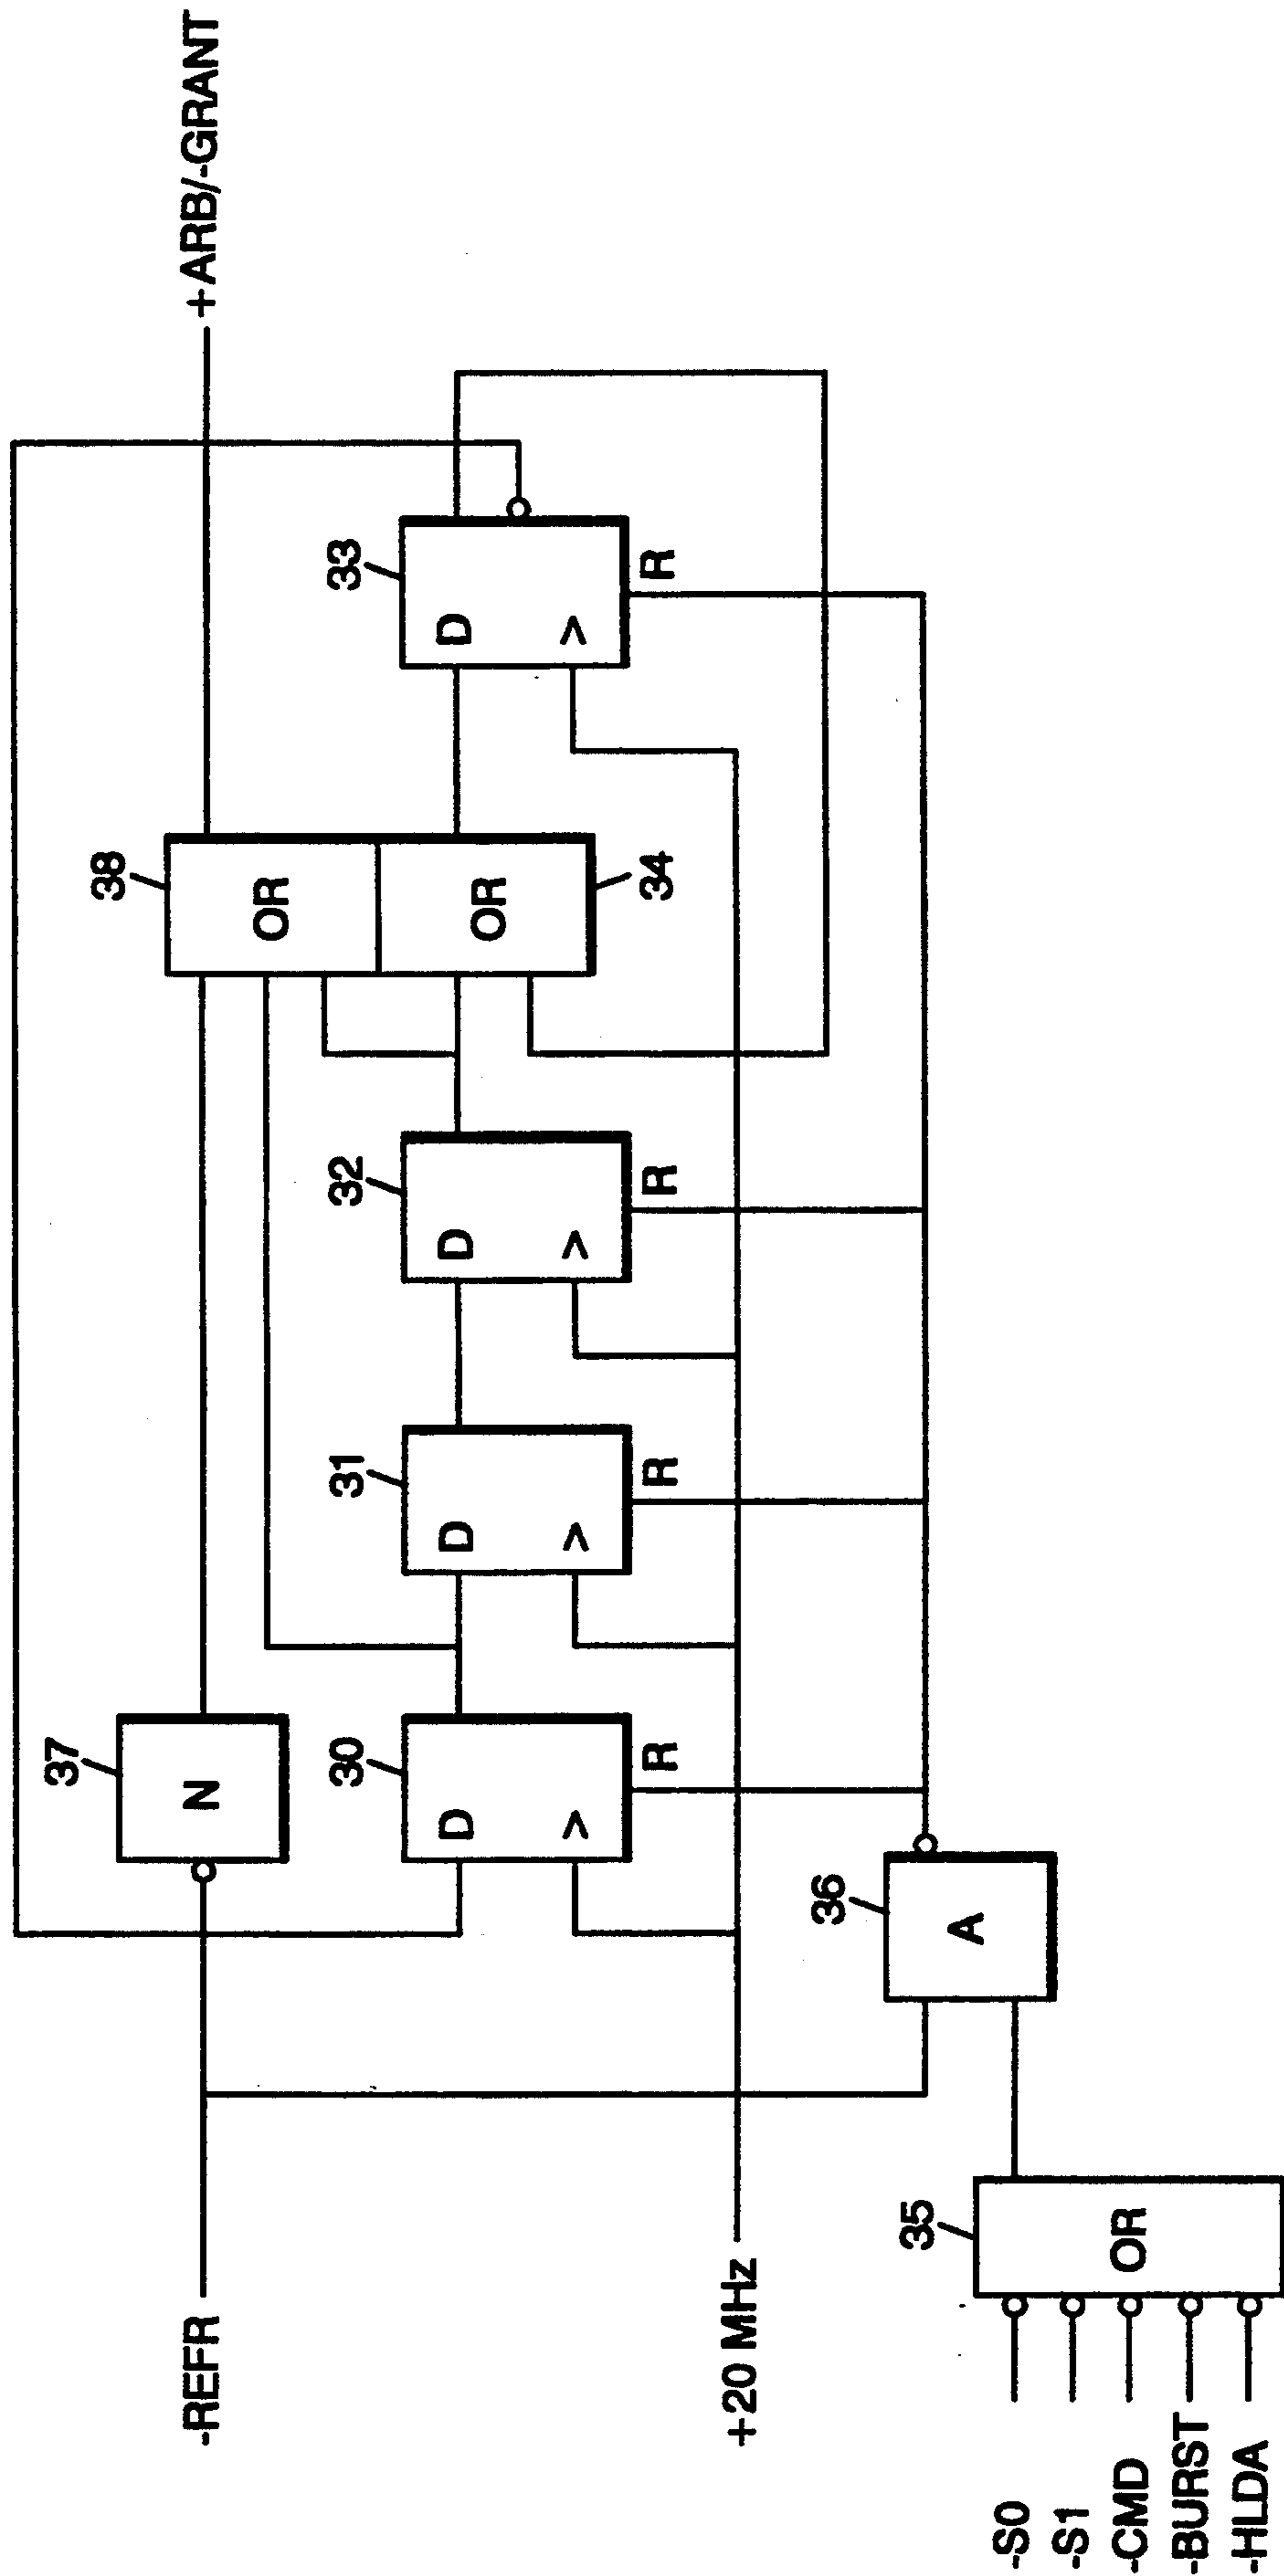 37
38
-REFR
N
+ARB/-GRANT
OR
30
31
32
33
D
D
D
D
OR
>
>
>
>
R
R
R
34
R
+20 MHz
36
35
A
-S0
-S1
-CMD
OR
-BURST
-HLDA